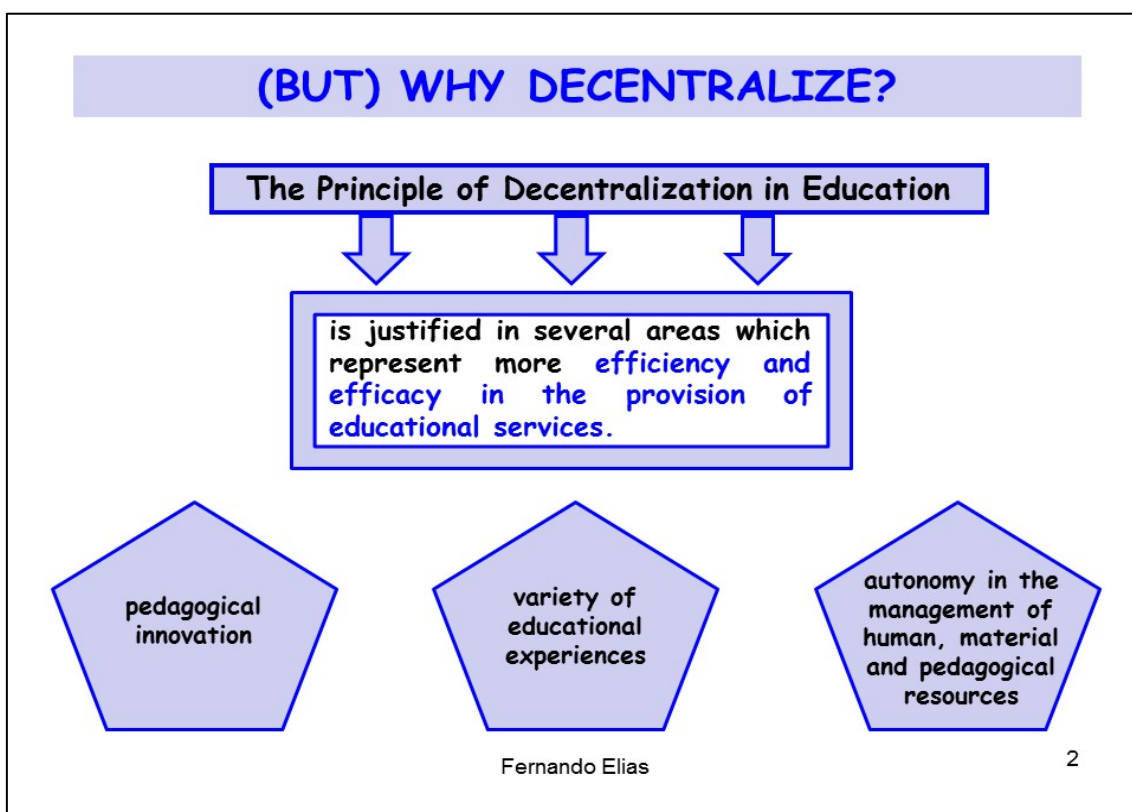 (BUT) WHY DECENTRALIZE?
The Principle of Decentralization in Education
is justified in several areas which
represent more efficiency and
efficacy in the provision of
educational services.
pedagogical
innovation
variety of
educational
experiences
autonomy in the
management of
human, material
and pedagogical
resources
Fernando Elias
2